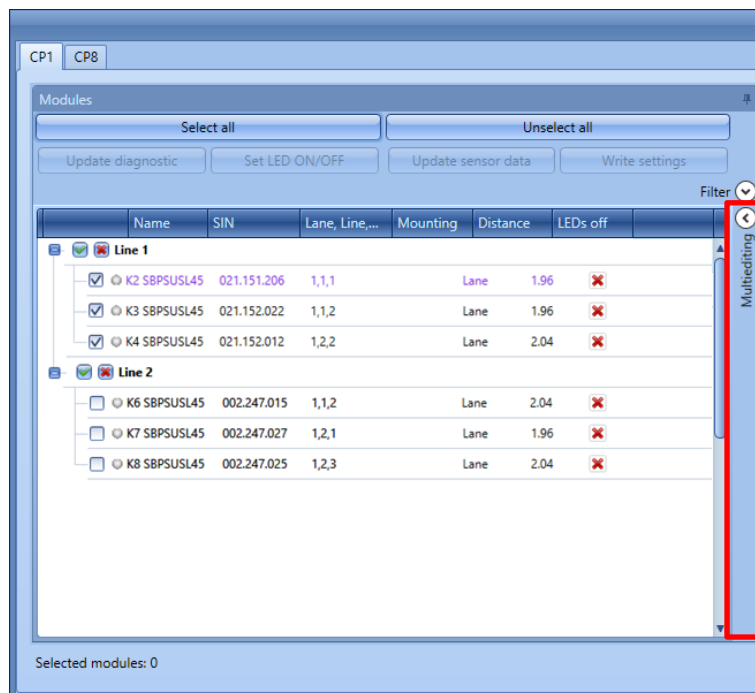 CP1 CP8
Modules
Select all Unselect all
Update diagnostic Set LED ON/OFF Update sensor data Write settings
Filter
Name SIN Lane, Line,... Mounting Distance LEDs off
Multiediting
Line 1
K2 SBPSUSL45 021.151.206 1,1,1 Lane 1.96
K3 SBPSUSL45 021.152.022 1,1,2 Lane 1.96
K4 SBPSUSL45 021.152.012 1,2,2 Lane 2.04
Line 2
K6 SBPSUSL45 002.247.015 1,1,2 Lane 2.04
K7 SBPSUSL45 002.247.027 1,2,1 Lane 1.96
K8 SBPSUSL45 002.247.025 1,2,3 Lane 2.04
Selected modules: 0